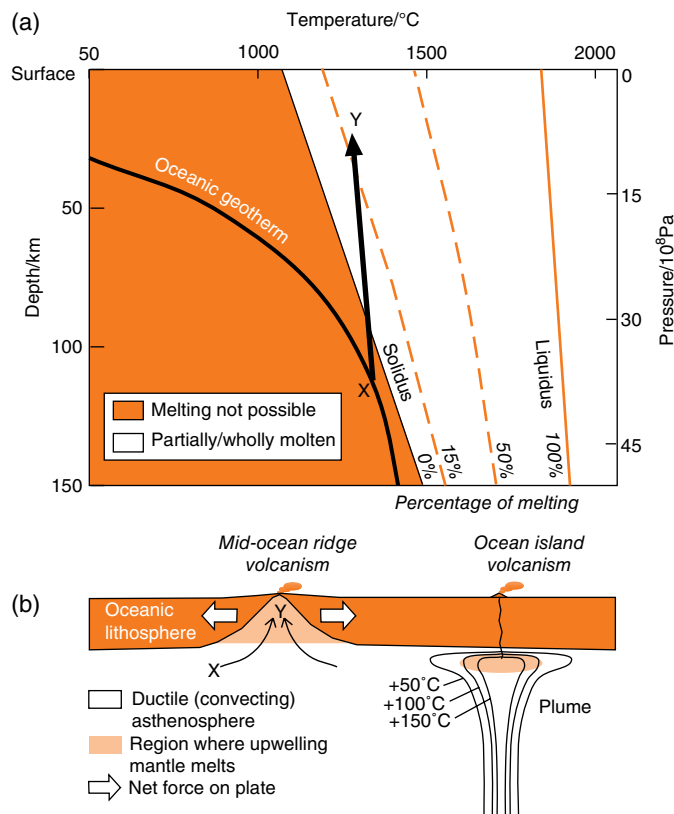 (a)
Temperature/°C
50 1000 1500 2000
Surface
0
Y
Oceanic geotherm
15
50
Depth/km
Pressure/10⁸Pa
30
100
Solidus
Liquidus
X
Melting not possible
Partially/wholly molten
45
0% 15% 50% 100%
150
Percentage of melting
Mid-ocean ridge
volcanism
Ocean island
volcanism
(b)
Oceanic
lithosphere
Y
X
+50°C
+100°C
+150°C
Plume
Ductile (convecting)
asthenosphere
Region where upwelling
mantle melts
Net force on plate